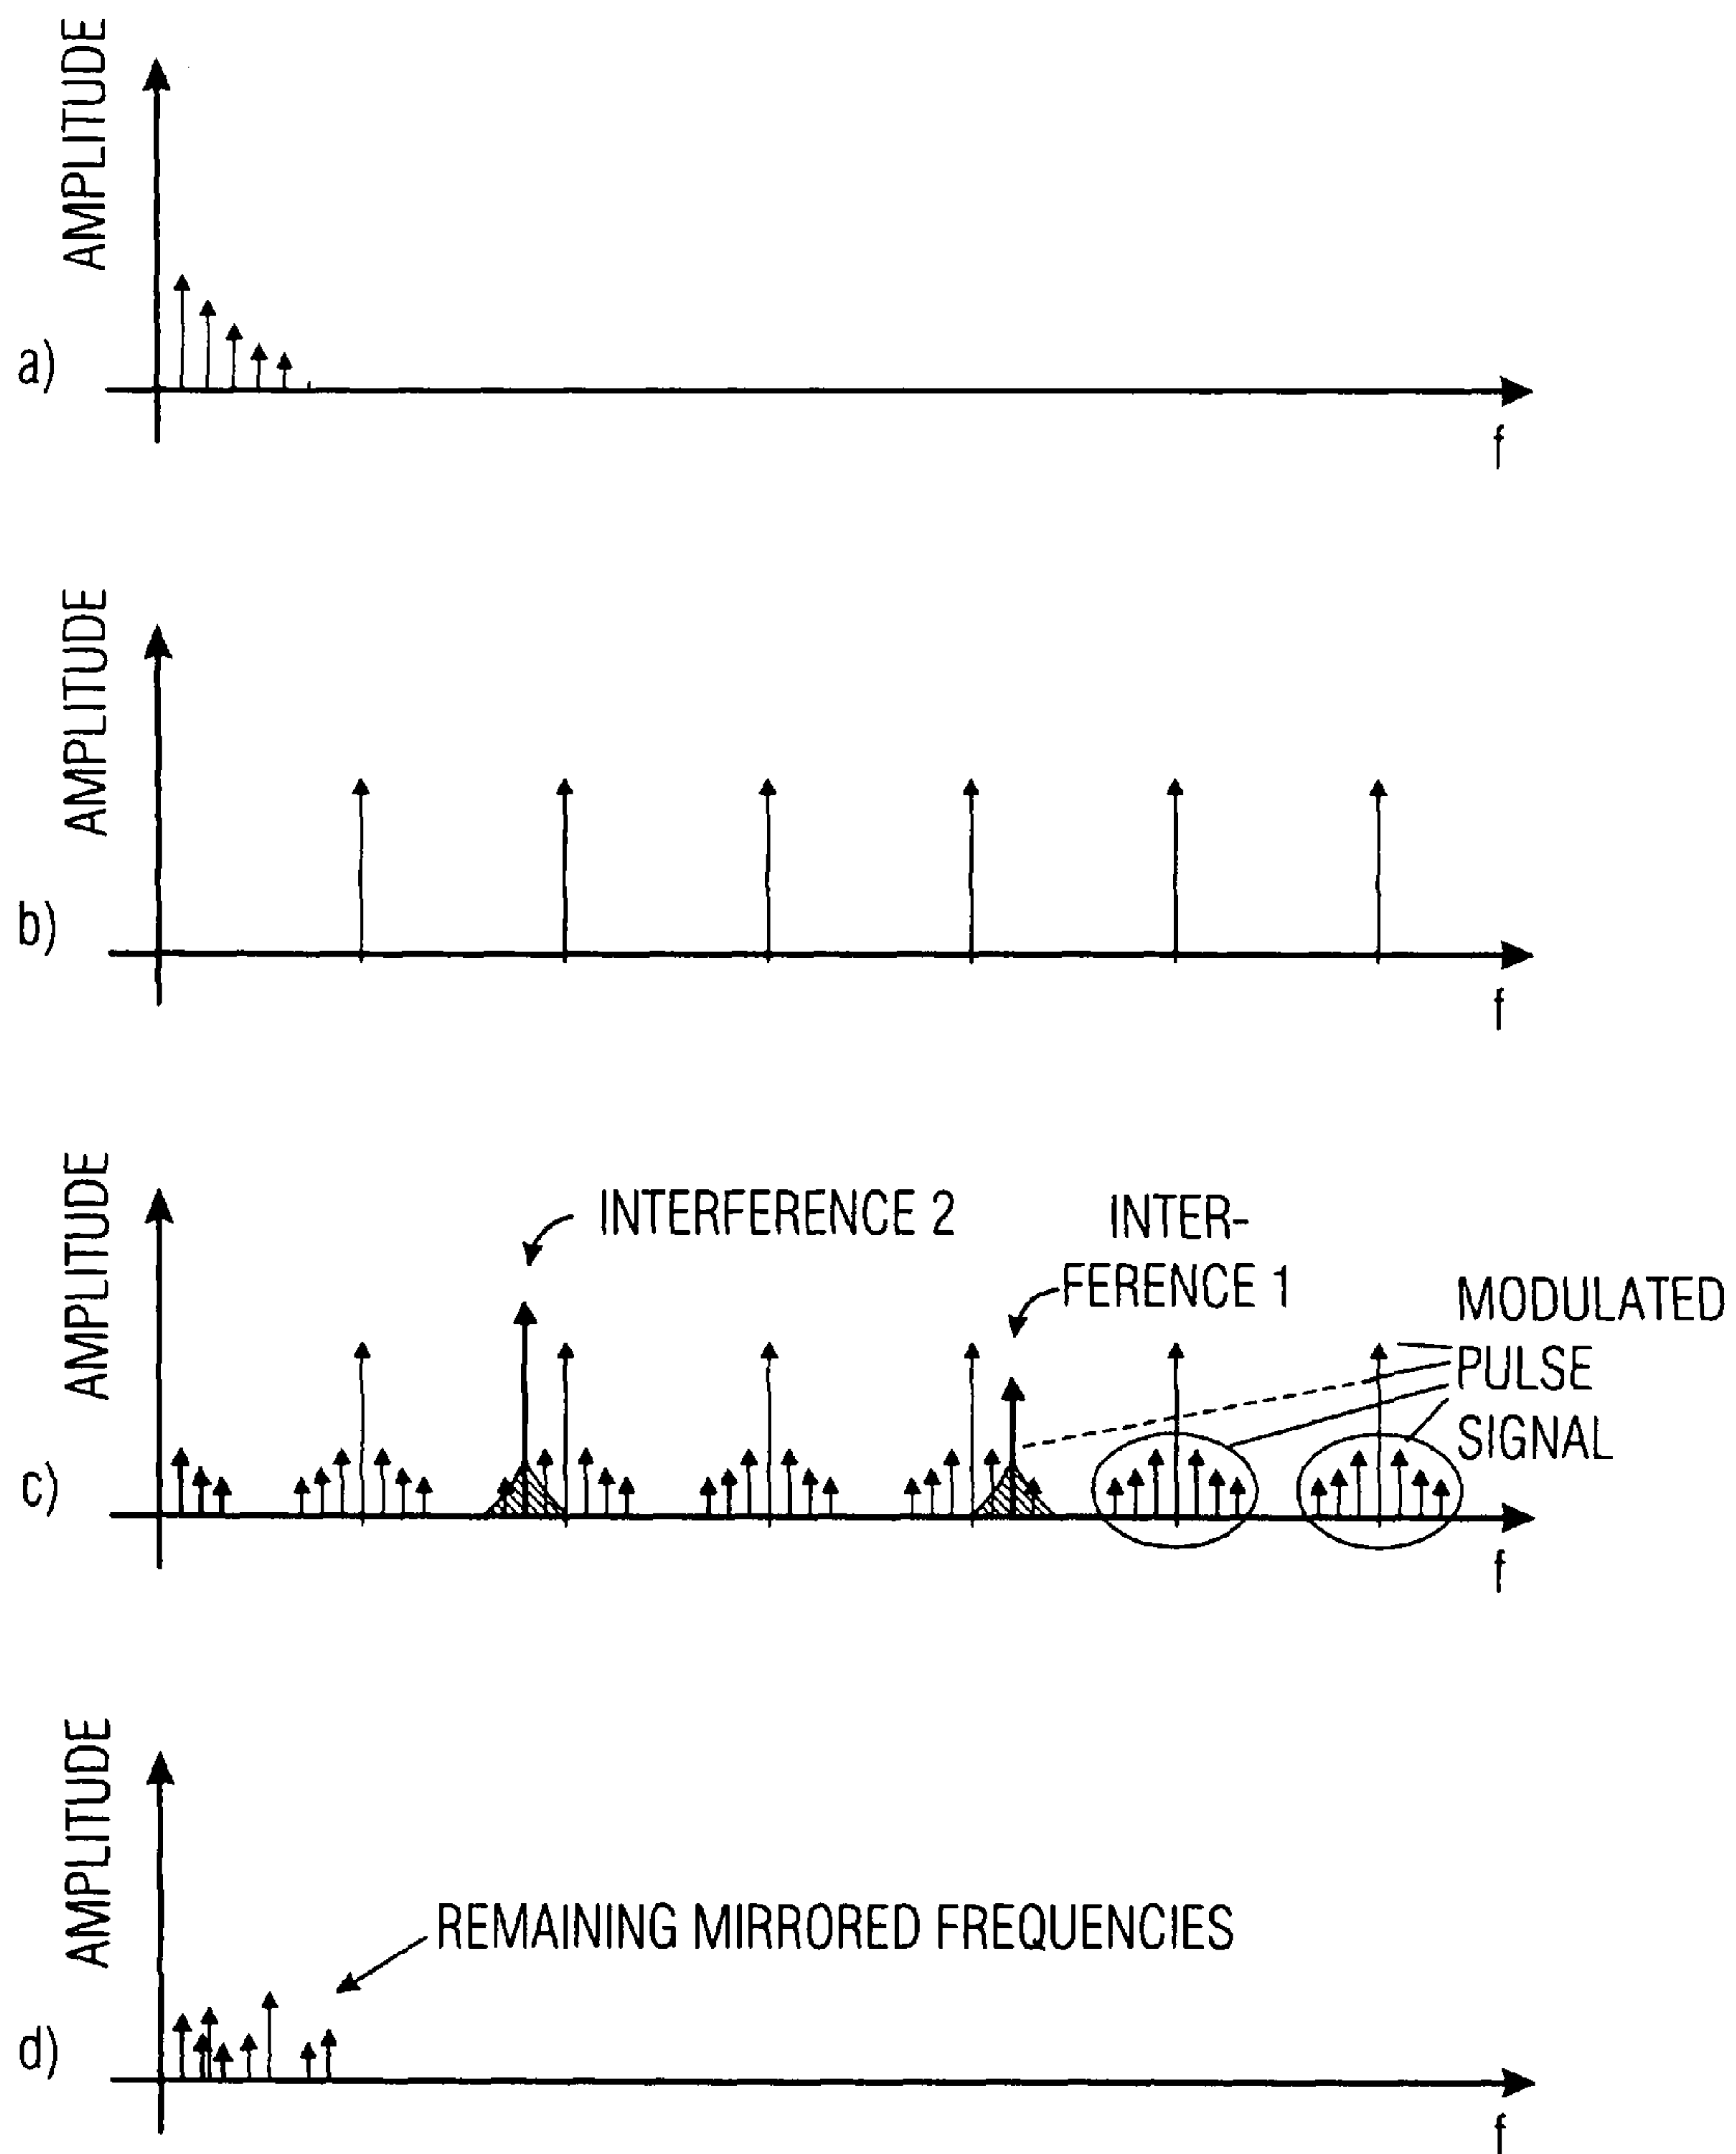 AMPLITUDE
a)
f
AMPLITUDE
b)
f
AMPLITUDE
INTERFERENCE 2
INTER-
FERENCE 1
MODULATED
PULSE
SIGNAL
c)
f
AMPLITUDE
REMAINING MIRRORED FREQUENCIES
d)
f